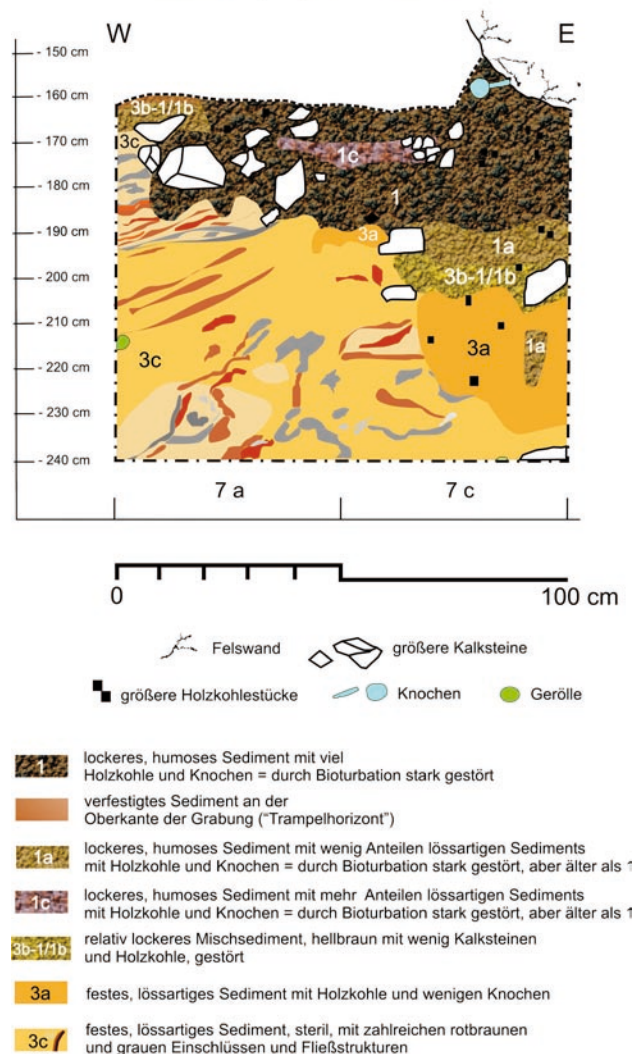 W E
- 150 cm
- 160 cm
- 170 cm
- 180 cm
- 190 cm
- 200 cm
- 210 cm
- 220 cm
- 230 cm
- 240 cm
3b-1/1b
3c
1c
1
3a
1a
3b-1/1b
3a
1a
3c
7 a 7 c
0 100 cm
Felswand größere Kalksteine
größere Holzkohlestücke Knochen Gerölle
1 lockeres, humoses Sediment mit viel
Holzkohle und Knochen = durch Bioturbation stark gestört
verfestigtes Sediment an der
Oberkante der Grabung ("Trampelhorizont")
1a lockeres, humoses Sediment mit wenig Anteilen lössartigen Sediments
mit Holzkohle und Knochen = durch Bioturbation stark gestört, aber älter als 1
1c lockeres, humoses Sediment mit mehr Anteilen lössartigen Sediments
mit Holzkohle und Knochen = durch Bioturbation stark gestört, aber älter als 1
3b-1/1b relativ lockeres Mischsediment, hellbraun mit wenig Kalksteinen
und Holzkohle, gestört
3a festes, lössartiges Sediment mit Holzkohle und wenigen Knochen
3c festes, lössartiges Sediment, steril, mit zahlreichen rotbraunen
und grauen Einschlüssen und Fließstrukturen